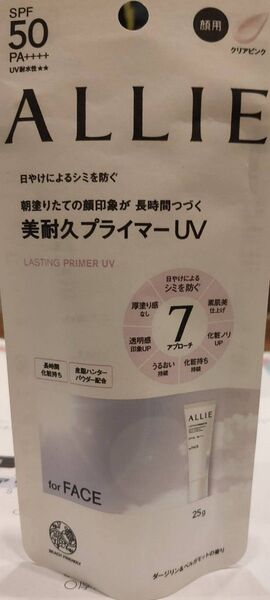 SPF
50
PA++++
UV耐水性★★
顔用
クリアピンク
ALLIE
日やけによるシミを防ぐ
朝塗りたての顔印象が 長時間つづく
美耐久プライマーUV
LASTING PRIMER UV
日やけによる
シミを防ぐ
素肌美
仕上げ
化粧ノリ
UP
化粧持ち
持続
うるおい
持続
透明感
印象UP
厚塗り感
なし
7
アプローチ
長時間
化粧持ち
皮脂ハンター
パウダー配合
ALLIE
for FACE
25g
BEACH FRIENDLY
ダージリン&ベルガモットの香り